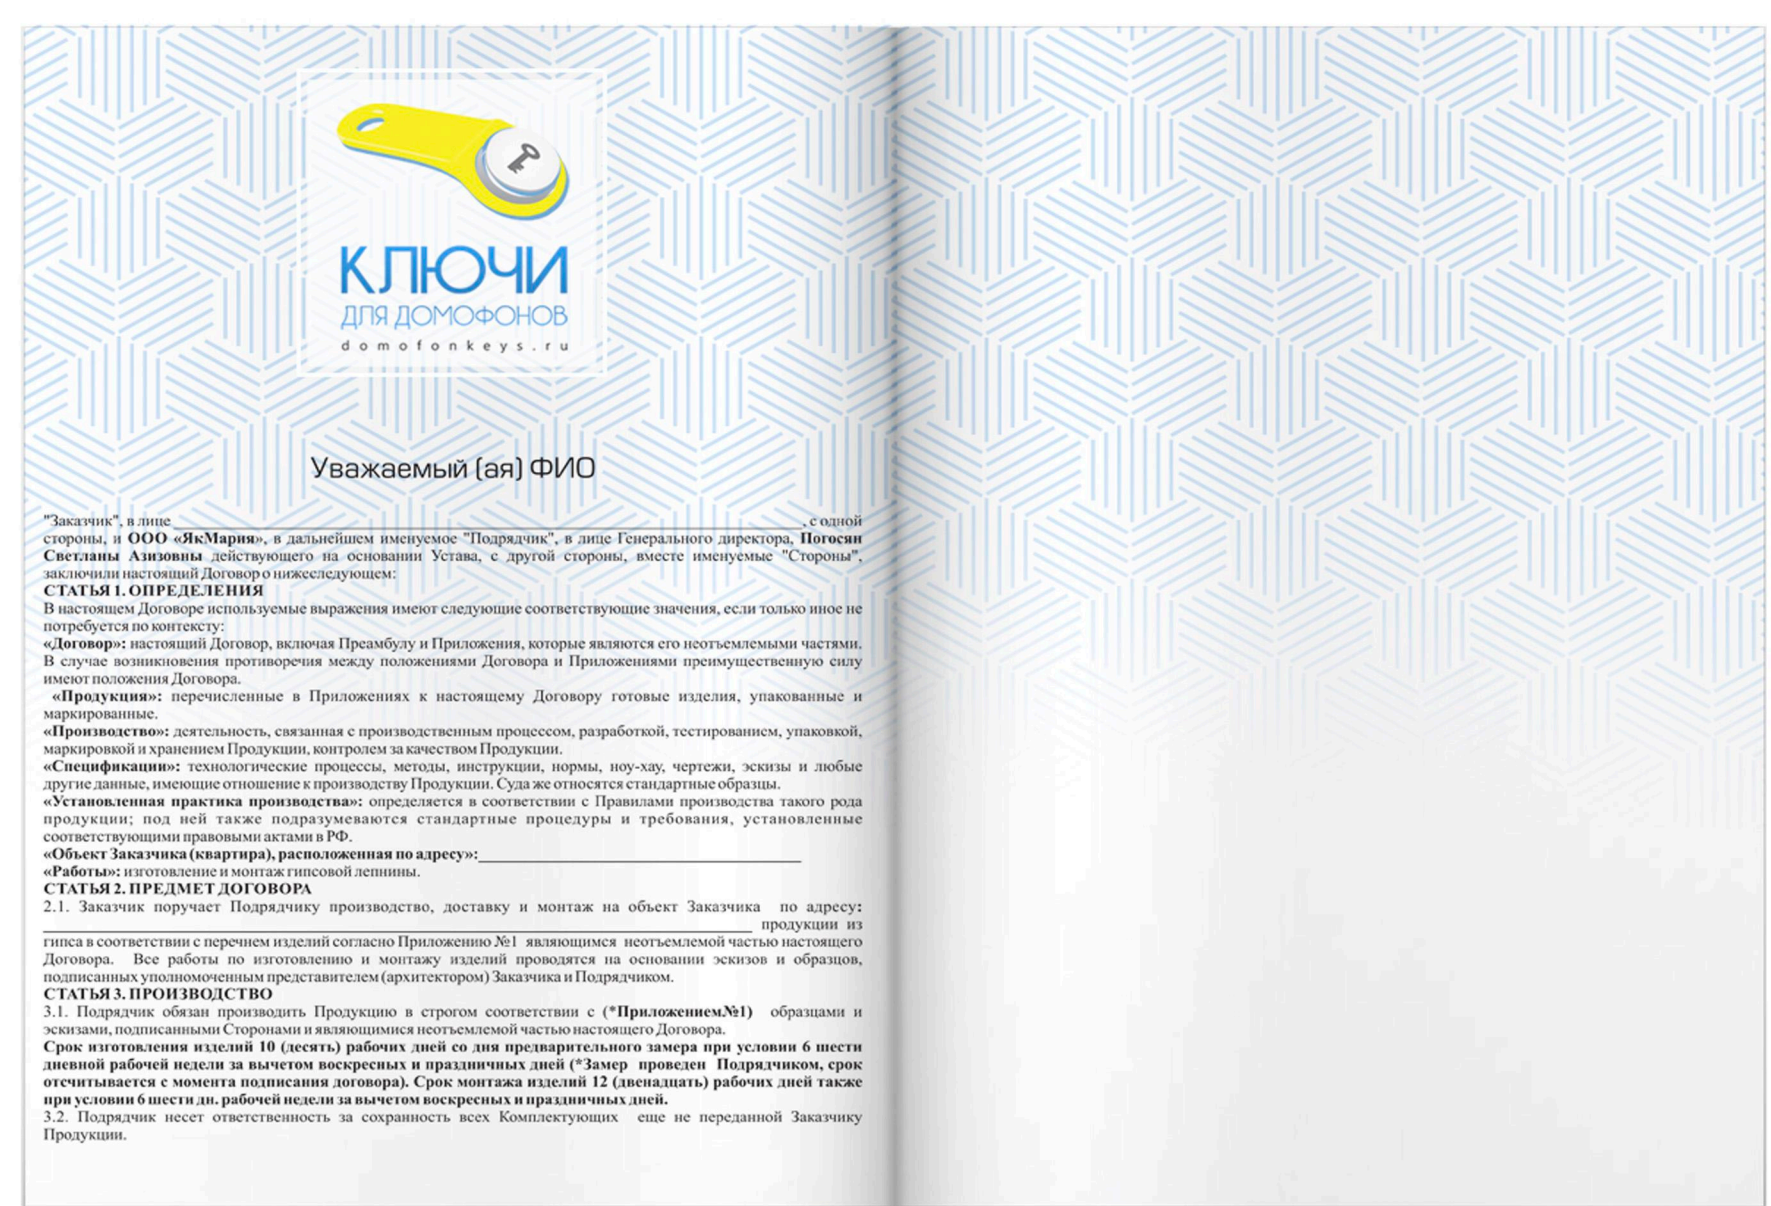 КЛЮЧИ
ДЛЯ ДОМОФОНОВ
domofonkeys.ru
Уважаемый (ая) ФИО
"Заказчик", в лице ______, с одной
стороны, и ООО «ЯкМария», в дальнейшем именуемое "Подрядчик", в лице Генерального директора, Погосян
Светланы Азизовны действующего на основании Устава, с другой стороны, вместе именуемые "Стороны",
заключили настоящий Договор о нижеследующем:
СТАТЬЯ 1. ОПРЕДЕЛЕНИЯ
В настоящем Договоре используемые выражения имеют следующие соответствующие значения, если только иное не
потребуется по контексту:
«Договор»: настоящий Договор, включая Преамбулу и Приложения, которые являются его неотъемлемыми частями.
В случае возникновения противоречия между положениями Договора и Приложениями преимущественную силу
имеют положения Договора.
«Продукция»: перечисленные в Приложениях к настоящему Договору готовые изделия, упакованные и
маркированные.
«Производство»: деятельность, связанная с производственным процессом, разработкой, тестированием, упаковкой,
маркировкой и хранением Продукции, контролем за качеством Продукции.
«Спецификации»: технологические процессы, методы, инструкции, нормы, ноу-хау, чертежи, эскизы и любые
другие данные, имеющие отношение к производству Продукции. Суда же относятся стандартные образцы.
«Установленная практика производства»: определяется в соответствии с Правилами производства такого рода
продукции; под ней также подразумеваются стандартные процедуры и требования, установленные
соответствующими правовыми актами в РФ.
«Объект Заказчика (квартира), расположенная по адресу»:______
«Работы»: изготовление и монтаж гипсовой лепнины.
СТАТЬЯ 2. ПРЕДМЕТ ДОГОВОРА
2.1. Заказчик поручает Подрядчику производство, доставку и монтаж на объект Заказчика по адресу:
______ продукции из
гипса в соответствии с перечнем изделий согласно Приложению №1 являющимся неотъемлемой частью настоящего
Договора. Все работы по изготовлению и монтажу изделий проводятся на основании эскизов и образцов,
подписанных уполномоченным представителем (архитектором) Заказчика и Подрядчиком.
СТАТЬЯ 3. ПРОИЗВОДСТВО
3.1. Подрядчик обязан производить Продукцию в строгом соответствии с (*Приложением№1) образцами и
эскизами, подписанными Сторонами и являющимися неотъемлемой частью настоящего Договора.
Срок изготовления изделий 10 (десять) рабочих дней со дня предварительного замера при условии 6 шести
дневной рабочей недели за вычетом воскресных и праздничных дней (*Замер проведен Подрядчиком, срок
отсчитывается с момента подписания договора). Срок монтажа изделий 12 (двенадцать) рабочих дней также
при условии 6 шести дн. рабочей недели за вычетом воскресных и праздничных дней.
3.2. Подрядчик несет ответственность за сохранность всех Комплектующих еще не переданной Заказчику
Продукции.